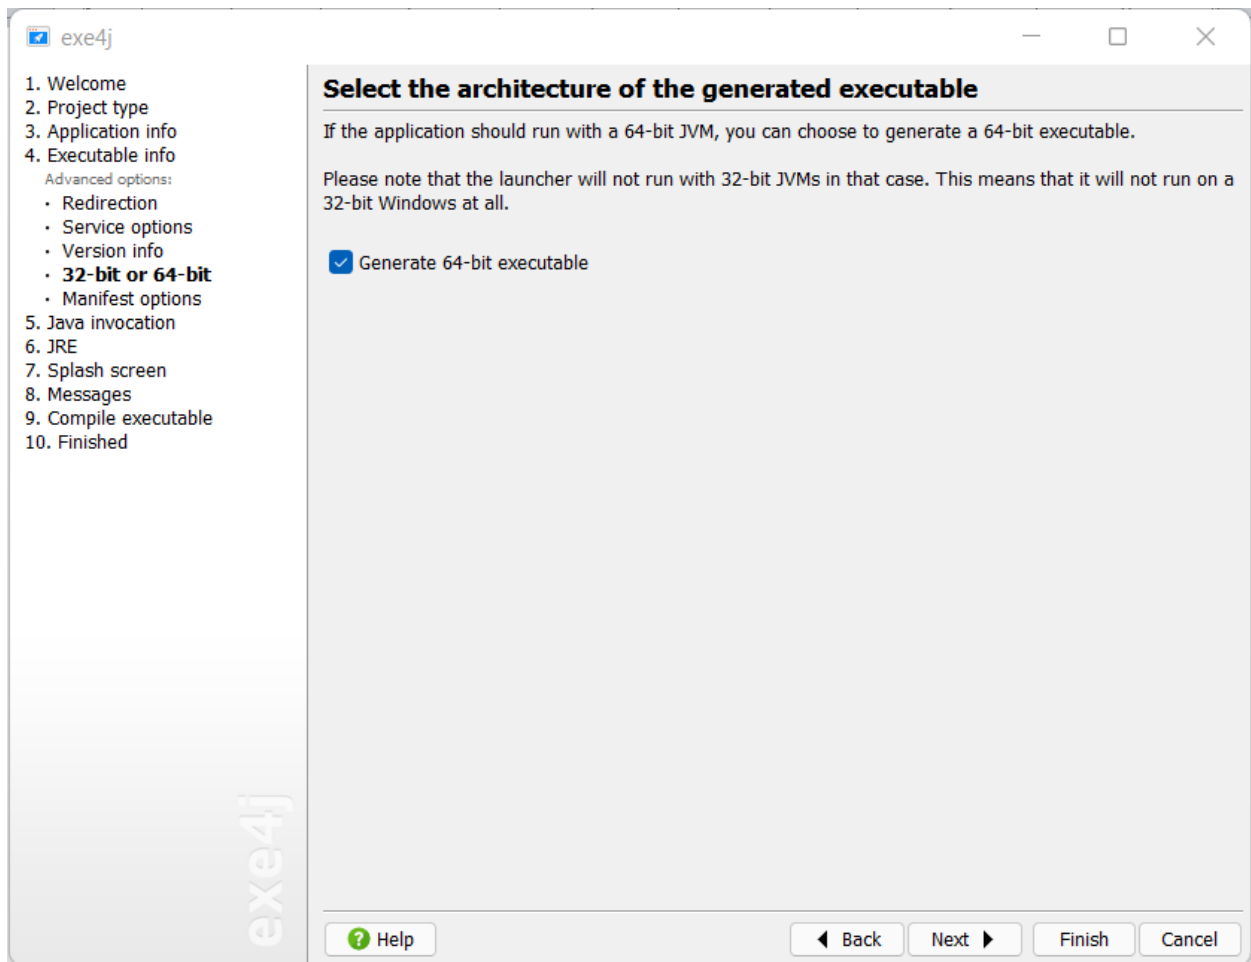 exe4j
1. Welcome
2. Project type
3. Application info
4. Executable info
Advanced options:
· Redirection
· Service options
· Version info
· 32-bit or 64-bit
· Manifest options
5. Java invocation
6. JRE
7. Splash screen
8. Messages
9. Compile executable
10. Finished
exe4j
Select the architecture of the generated executable
If the application should run with a 64-bit JVM, you can choose to generate a 64-bit executable.
Please note that the launcher will not run with 32-bit JVMs in that case. This means that it will not run on a
32-bit Windows at all.
Generate 64-bit executable
? Help
Back
Next
Finish
Cancel